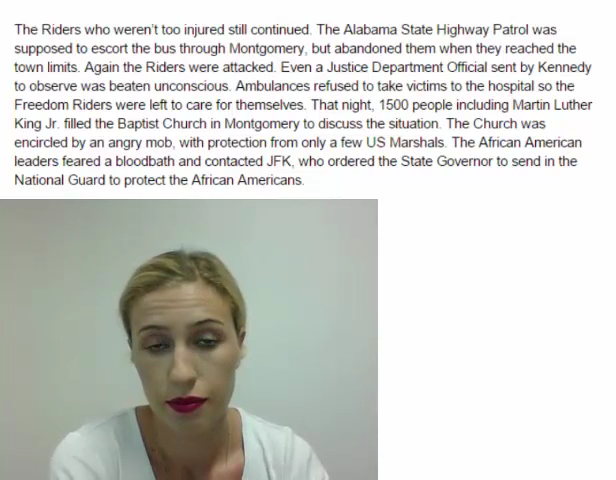 The Riders who weren't too injured still continued. The Alabama State Highway Patrol was
supposed to escort the bus through Montgomery, but abandoned them when they reached the
town limits. Again the Riders were attacked. Even a Justice Department Official sent by Kennedy
to observe was beaten unconscious. Ambulances refused to take victims to the hospital so the
Freedom Riders were left to care for themselves. That night, 1500 people including Martin Luther
King Jr. filled the Baptist Church in Montgomery to discuss the situation. The Church was
encircled by an angry mob, with protection from only a few US Marshals. The African American
leaders feared a bloodbath and contacted JFK, who ordered the State Governor to send in the
National Guard to protect the African Americans.